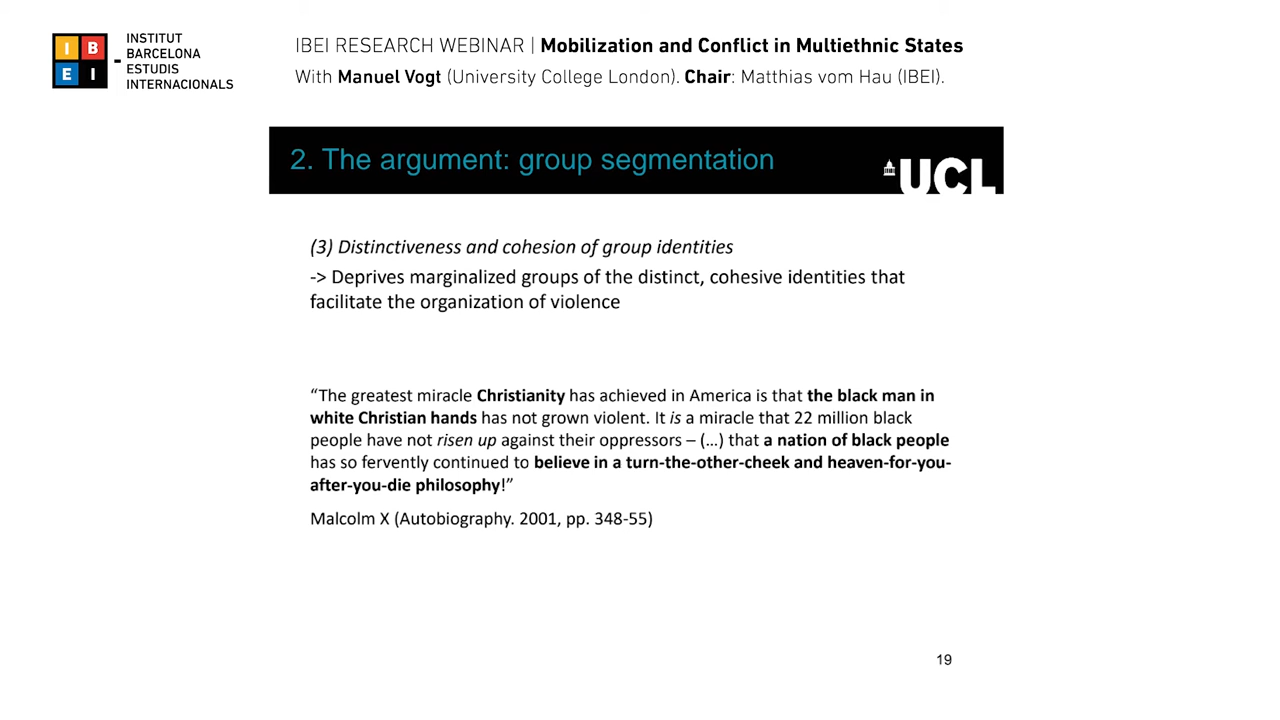 I B E I
INSTITUT
BARCELONA
ESTUDIS
INTERNACIONALS
IBEI RESEARCH WEBINAR | Mobilization and Conflict in Multiethnic States
With Manuel Vogt (University College London). Chair: Matthias vom Hau (IBEI).
2. The argument: group segmentation
UCL
(3) Distinctiveness and cohesion of group identities
-> Deprives marginalized groups of the distinct, cohesive identities that
facilitate the organization of violence
“The greatest miracle Christianity has achieved in America is that the black man in
white Christian hands has not grown violent. It is a miracle that 22 million black
people have not risen up against their oppressors – (…) that a nation of black people
has so fervently continued to believe in a turn-the-other-cheek and heaven-for-you-
after-you-die philosophy!”
Malcolm X (Autobiography. 2001, pp. 348-55)
19